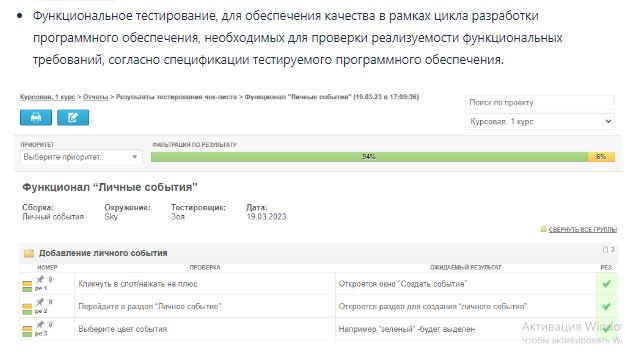 • Функциональное тестирование, для обеспечения качества в рамках цикла разработки
программного обеспечения, необходимых для проверки реализуемости функциональных
требований, согласно спецификации тестируемого программного обеспечения.
Курсовая, 1 курс > Отчеты > Результаты тестирования чек-листа > Функционал "Личные события" (19.03.23 в 17:09:36)
Поиск по проекту..
Курсовая, 1 курс
ПРИОРИТЕТ
ФИЛЬТРАЦИЯ ПО РЕЗУЛЬТАТУ
Выберите приоритет..
94%
6%
Функционал "Личные события"
Сборка: Окружение: Тестировщик: Дата:
Личный события Sky Зоя 19.03.2023
СВЕРНУТЬ ВСЕ ГРУППЫ
Добавление личного события 3
НОМЕР ПРОВЕРКА ОЖИДАЕМЫЙ РЕЗУЛЬТАТ РЕЗ.
0
ре 1 Кликнуть в слот/нажать на плюс Откроется окно "Создать событие"
0
ре 2 Перейдите в раздел "Личное событие" Откроется раздел для создания "личного события"
0
ре 3 Выберите цвет события Например "зеленый" -будет выделен
Активация Window
Чтобы активировать Wi